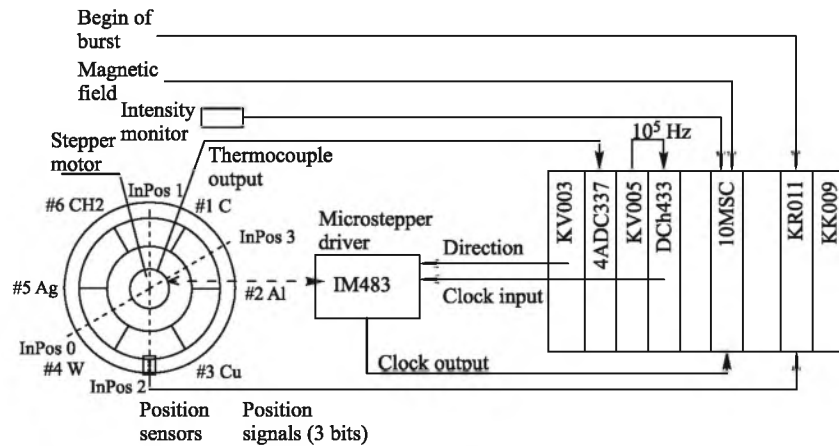 Begin of
burst
Magnetic
field
Intensity
monitor
10⁵ Hz
Stepper
motor
Thermocouple
output
InPos 1
#6 CH2
#1 C
InPos 3
#5 Ag
#2 Al
InPos 0
#4 W
#3 Cu
InPos 2
Position
sensors
Position
signals (3 bits)
Microstepper
driver
IM483
Direction
Clock input
Clock output
KV003
4ADC337
KV005
DCh433
10MSC
KR011
KK009